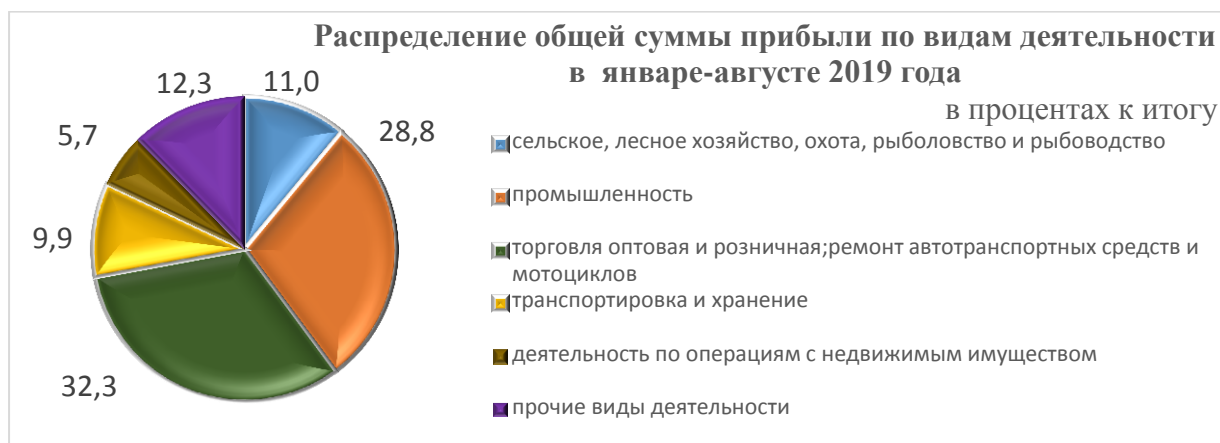 Распределение общей суммы прибыли по видам деятельности
в январе-августе 2019 года
в процентах к итогу
12,3
11,0
5,7
28,8
9,9
32,3
сельское, лесное хозяйство, охота, рыболовство и рыбоводство
промышленность
торговля оптовая и розничная;ремонт автотранспортных средств и
мотоциклов
транспортировка и хранение
деятельность по операциям с недвижимым имуществом
прочие виды деятельности